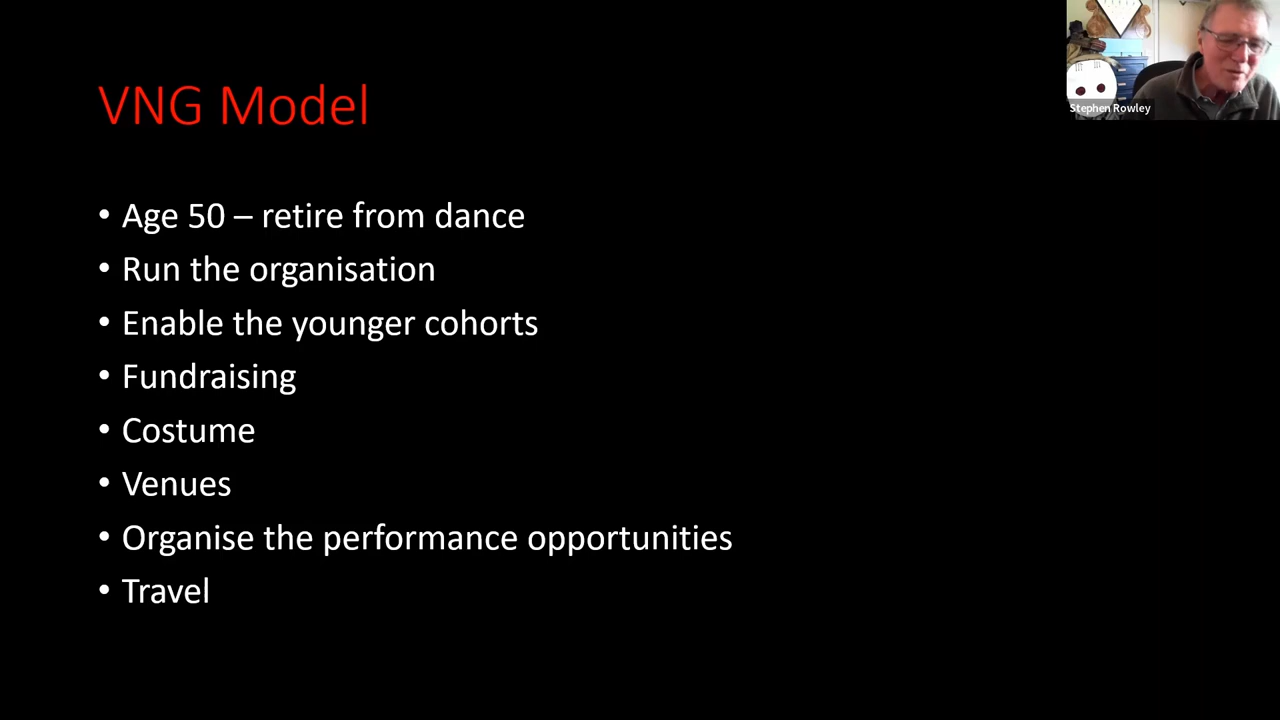 VNG Model
Stephen Rowley
• Age 50 – retire from dance
• Run the organisation
• Enable the younger cohorts
• Fundraising
• Costume
• Venues
• Organise the performance opportunities
• Travel